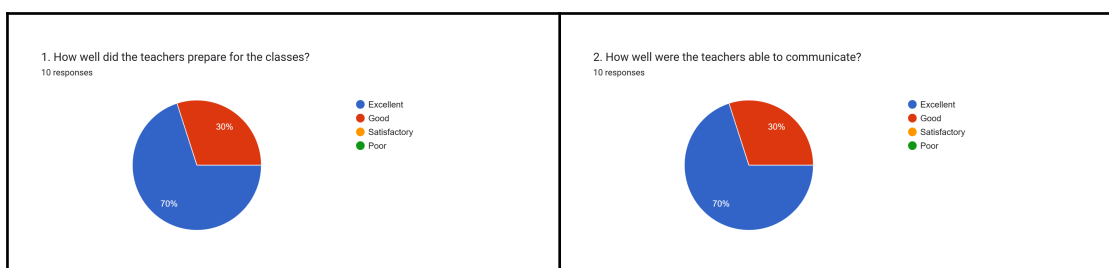 1. How well did the teachers prepare for the classes?
10 responses
Excellent
Good
Satisfactory
Poor
30%
70%
2. How well were the teachers able to communicate?
10 responses
Excellent
Good
Satisfactory
Poor
30%
70%